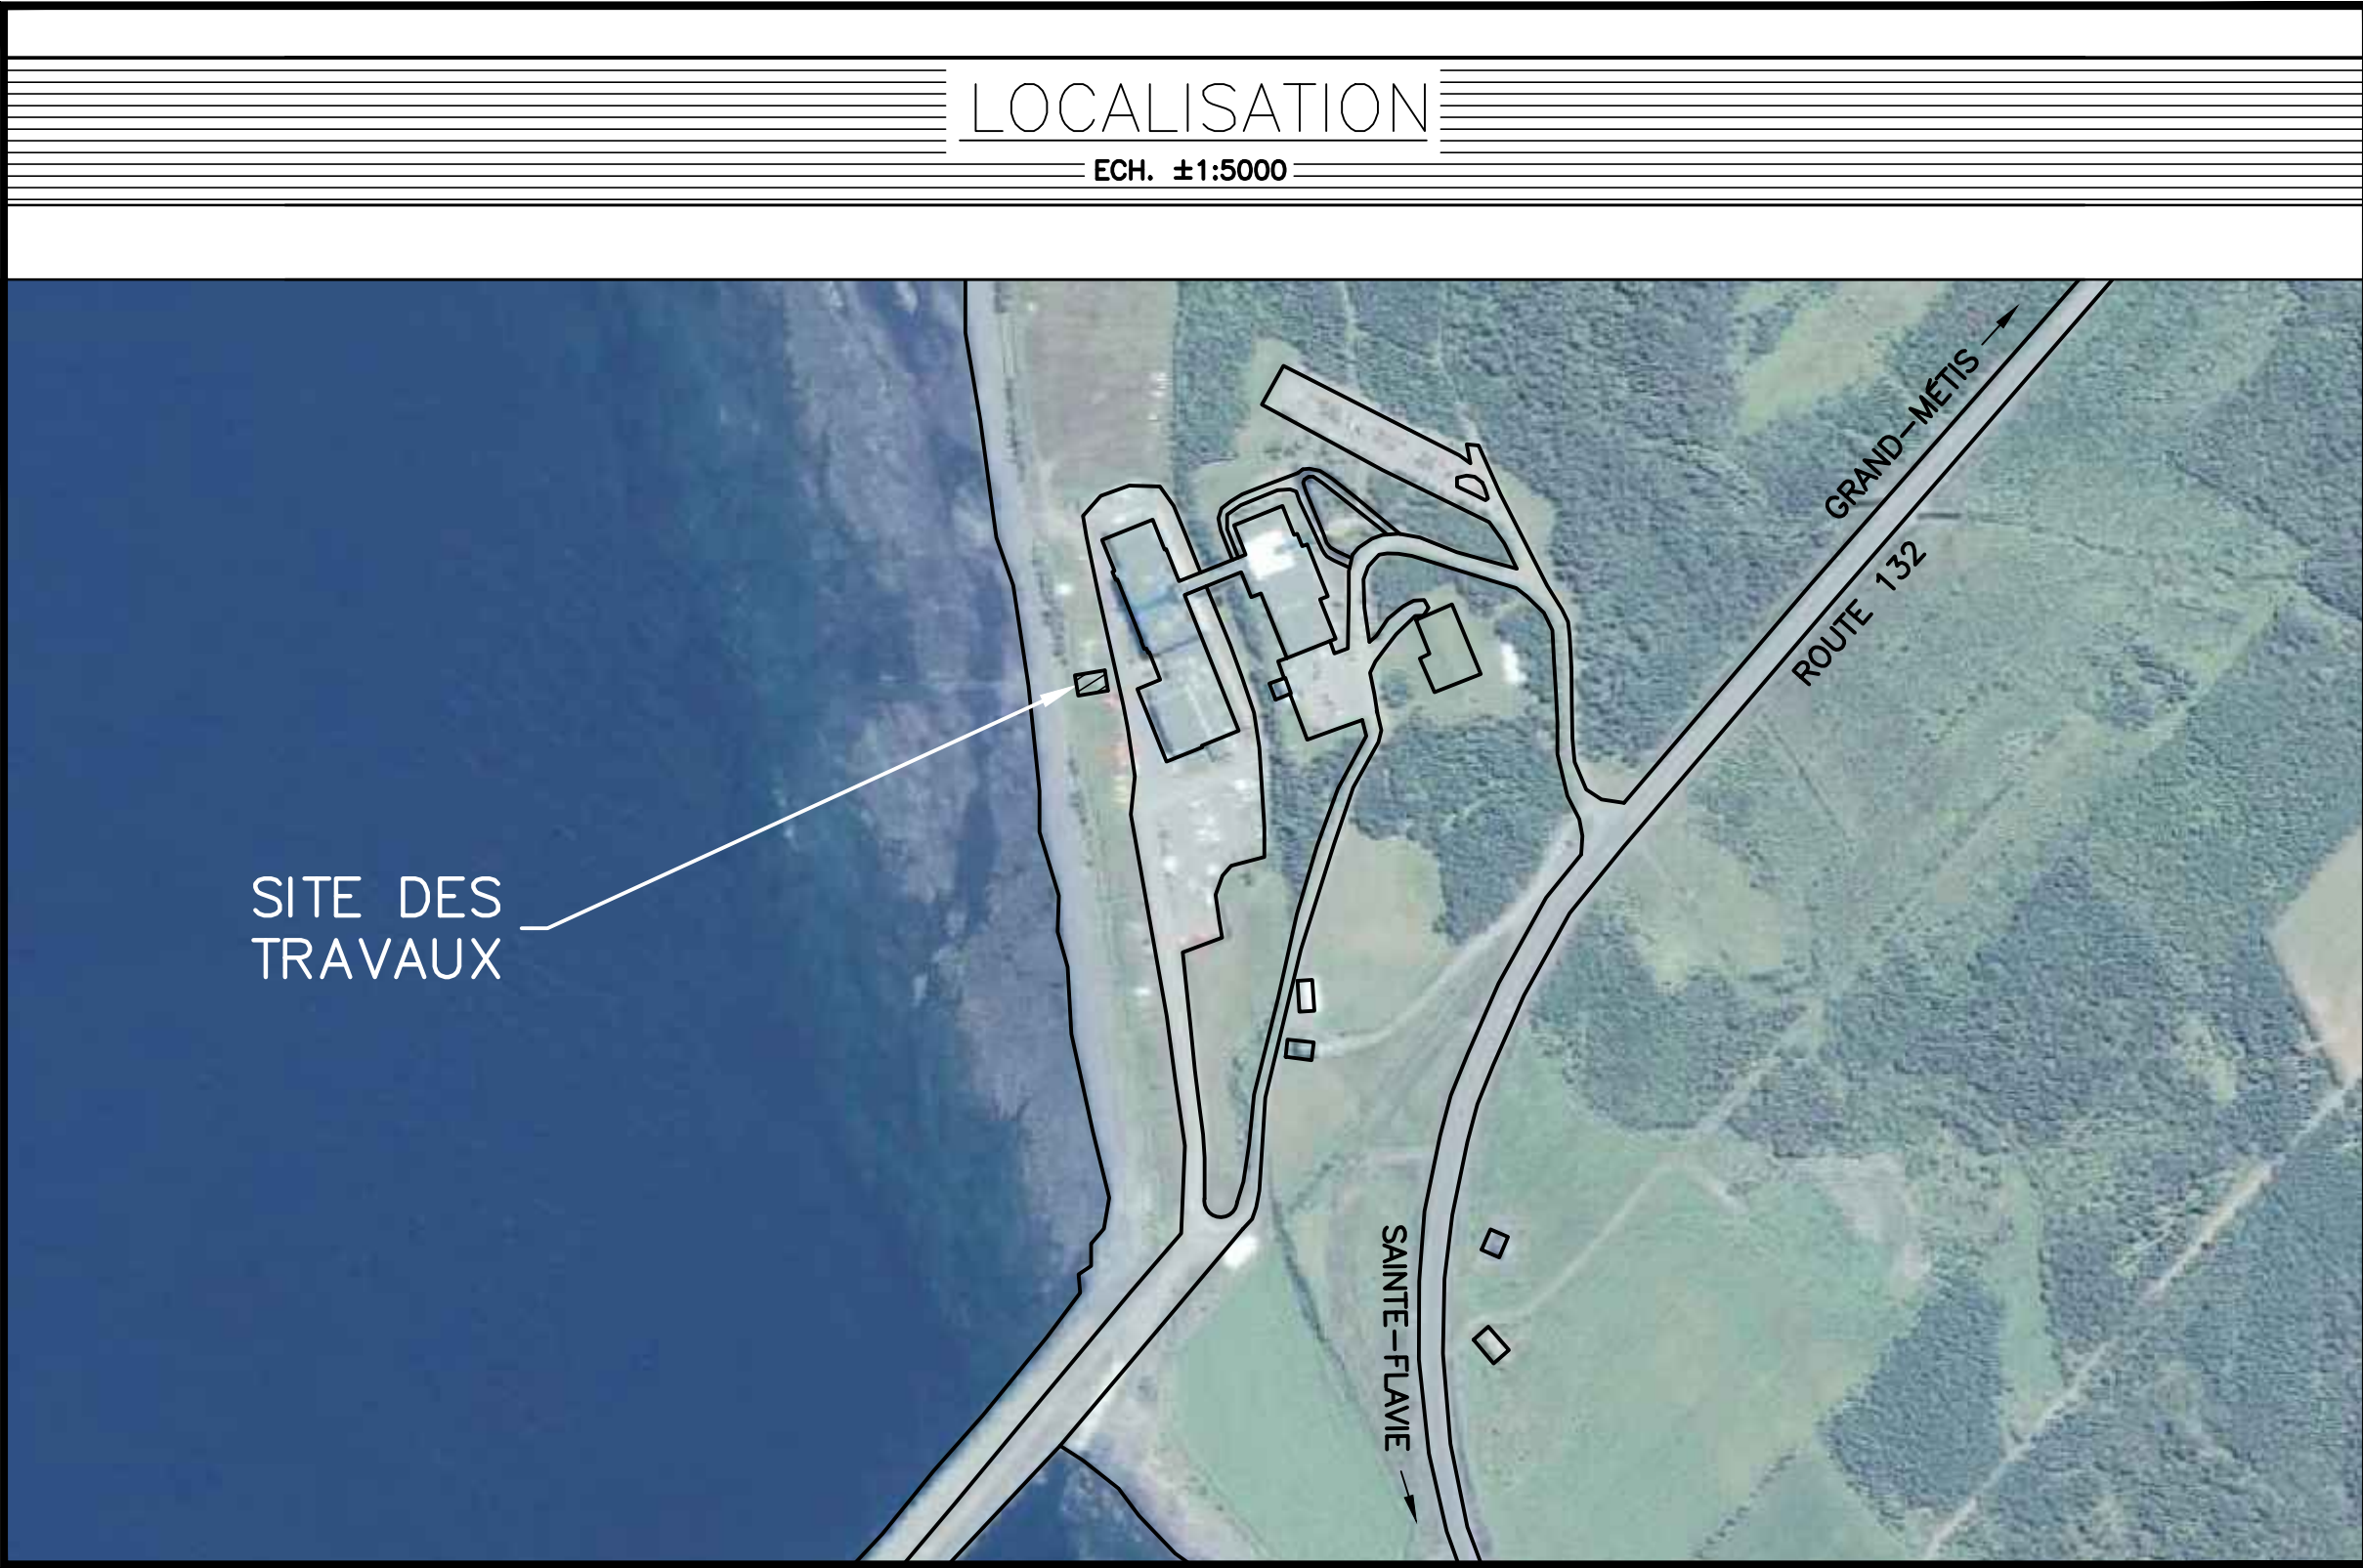 LOCALISATION
ECH. ±1:5000
GRAND-MÉTIS
ROUTE 132
SITE DES
TRAVAUX
SAINTE-FLAVIE